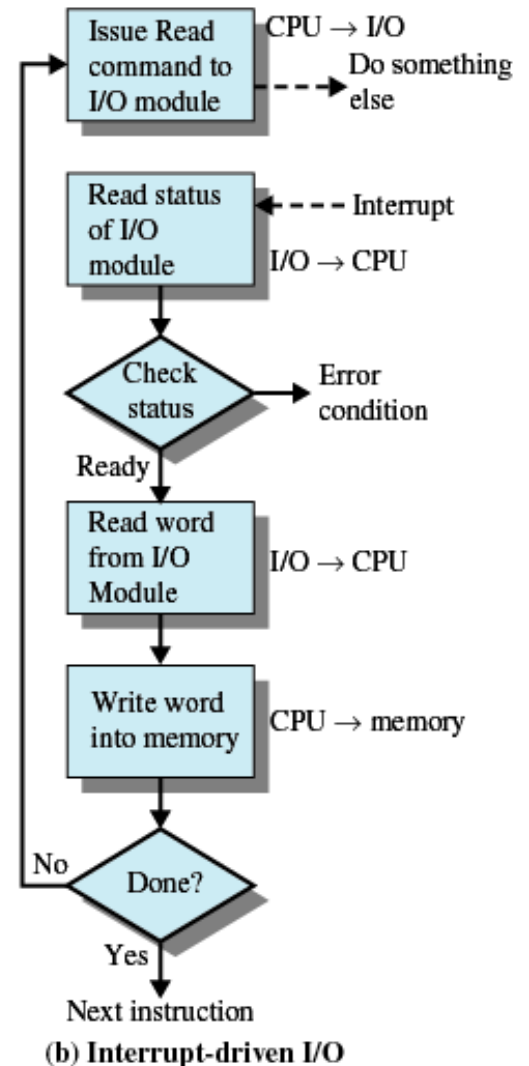 Issue Read
command to
I/O module
CPU → I/O
Do something
else
Read status
of I/O
module
Interrupt
I/O → CPU
Check
status
Error
condition
Ready
Read word
from I/O
Module
I/O → CPU
Write word
into memory
CPU → memory
No
Done?
Yes
Next instruction
(b) Interrupt-driven I/O